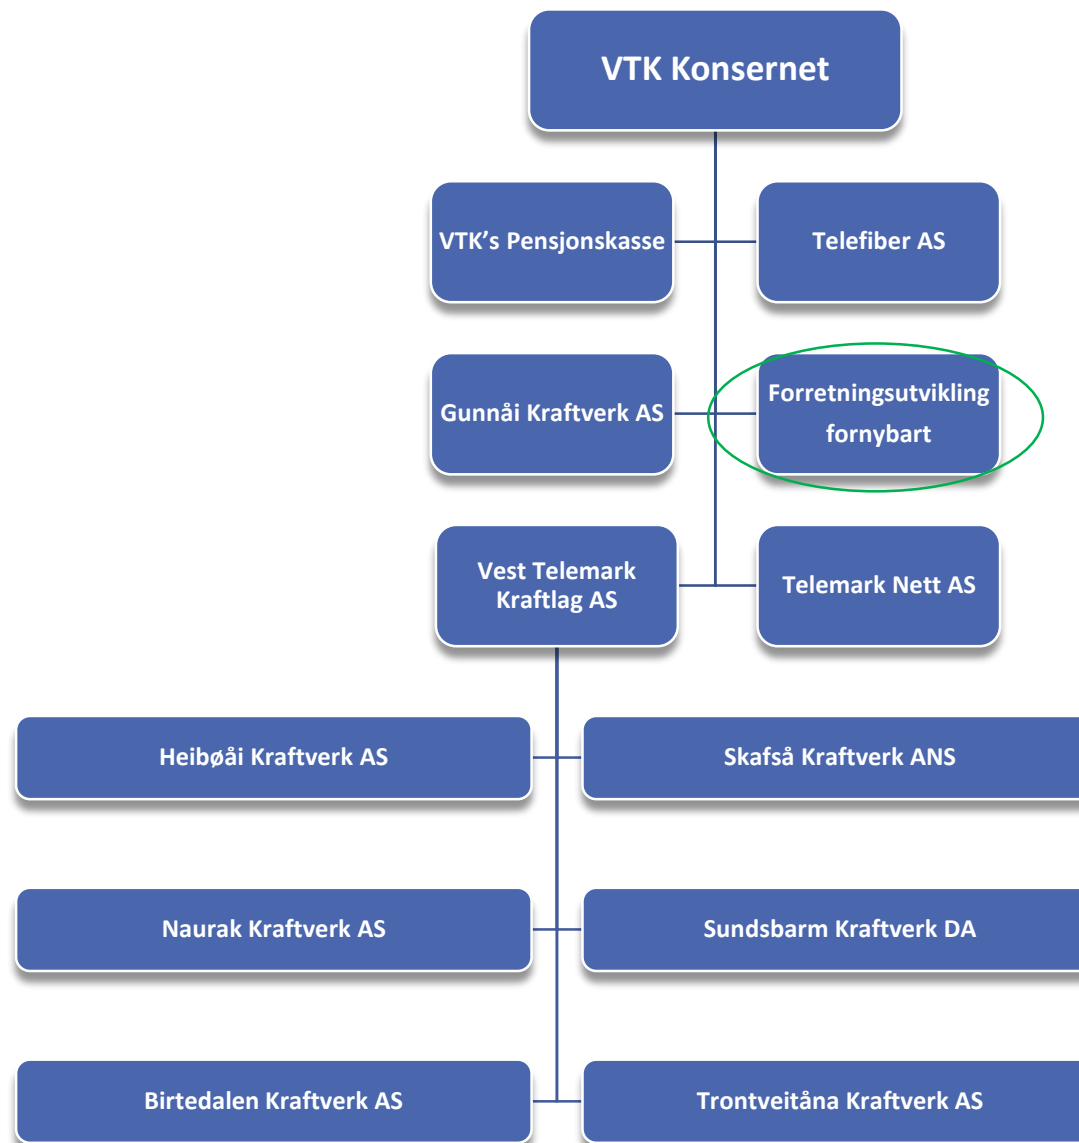 VTK Konsernet
VTK’s Pensjonskasse
Telefiber AS
Gunnåi Kraftverk AS
Forretningsutvikling
fornybart
Vest Telemark
Kraftlag AS
Telemark Nett AS
Heibøåi Kraftverk AS
Skafså Kraftverk ANS
Naurak Kraftverk AS
Sundsbarm Kraftverk DA
Birtedalen Kraftverk AS
Trontveitåna Kraftverk AS